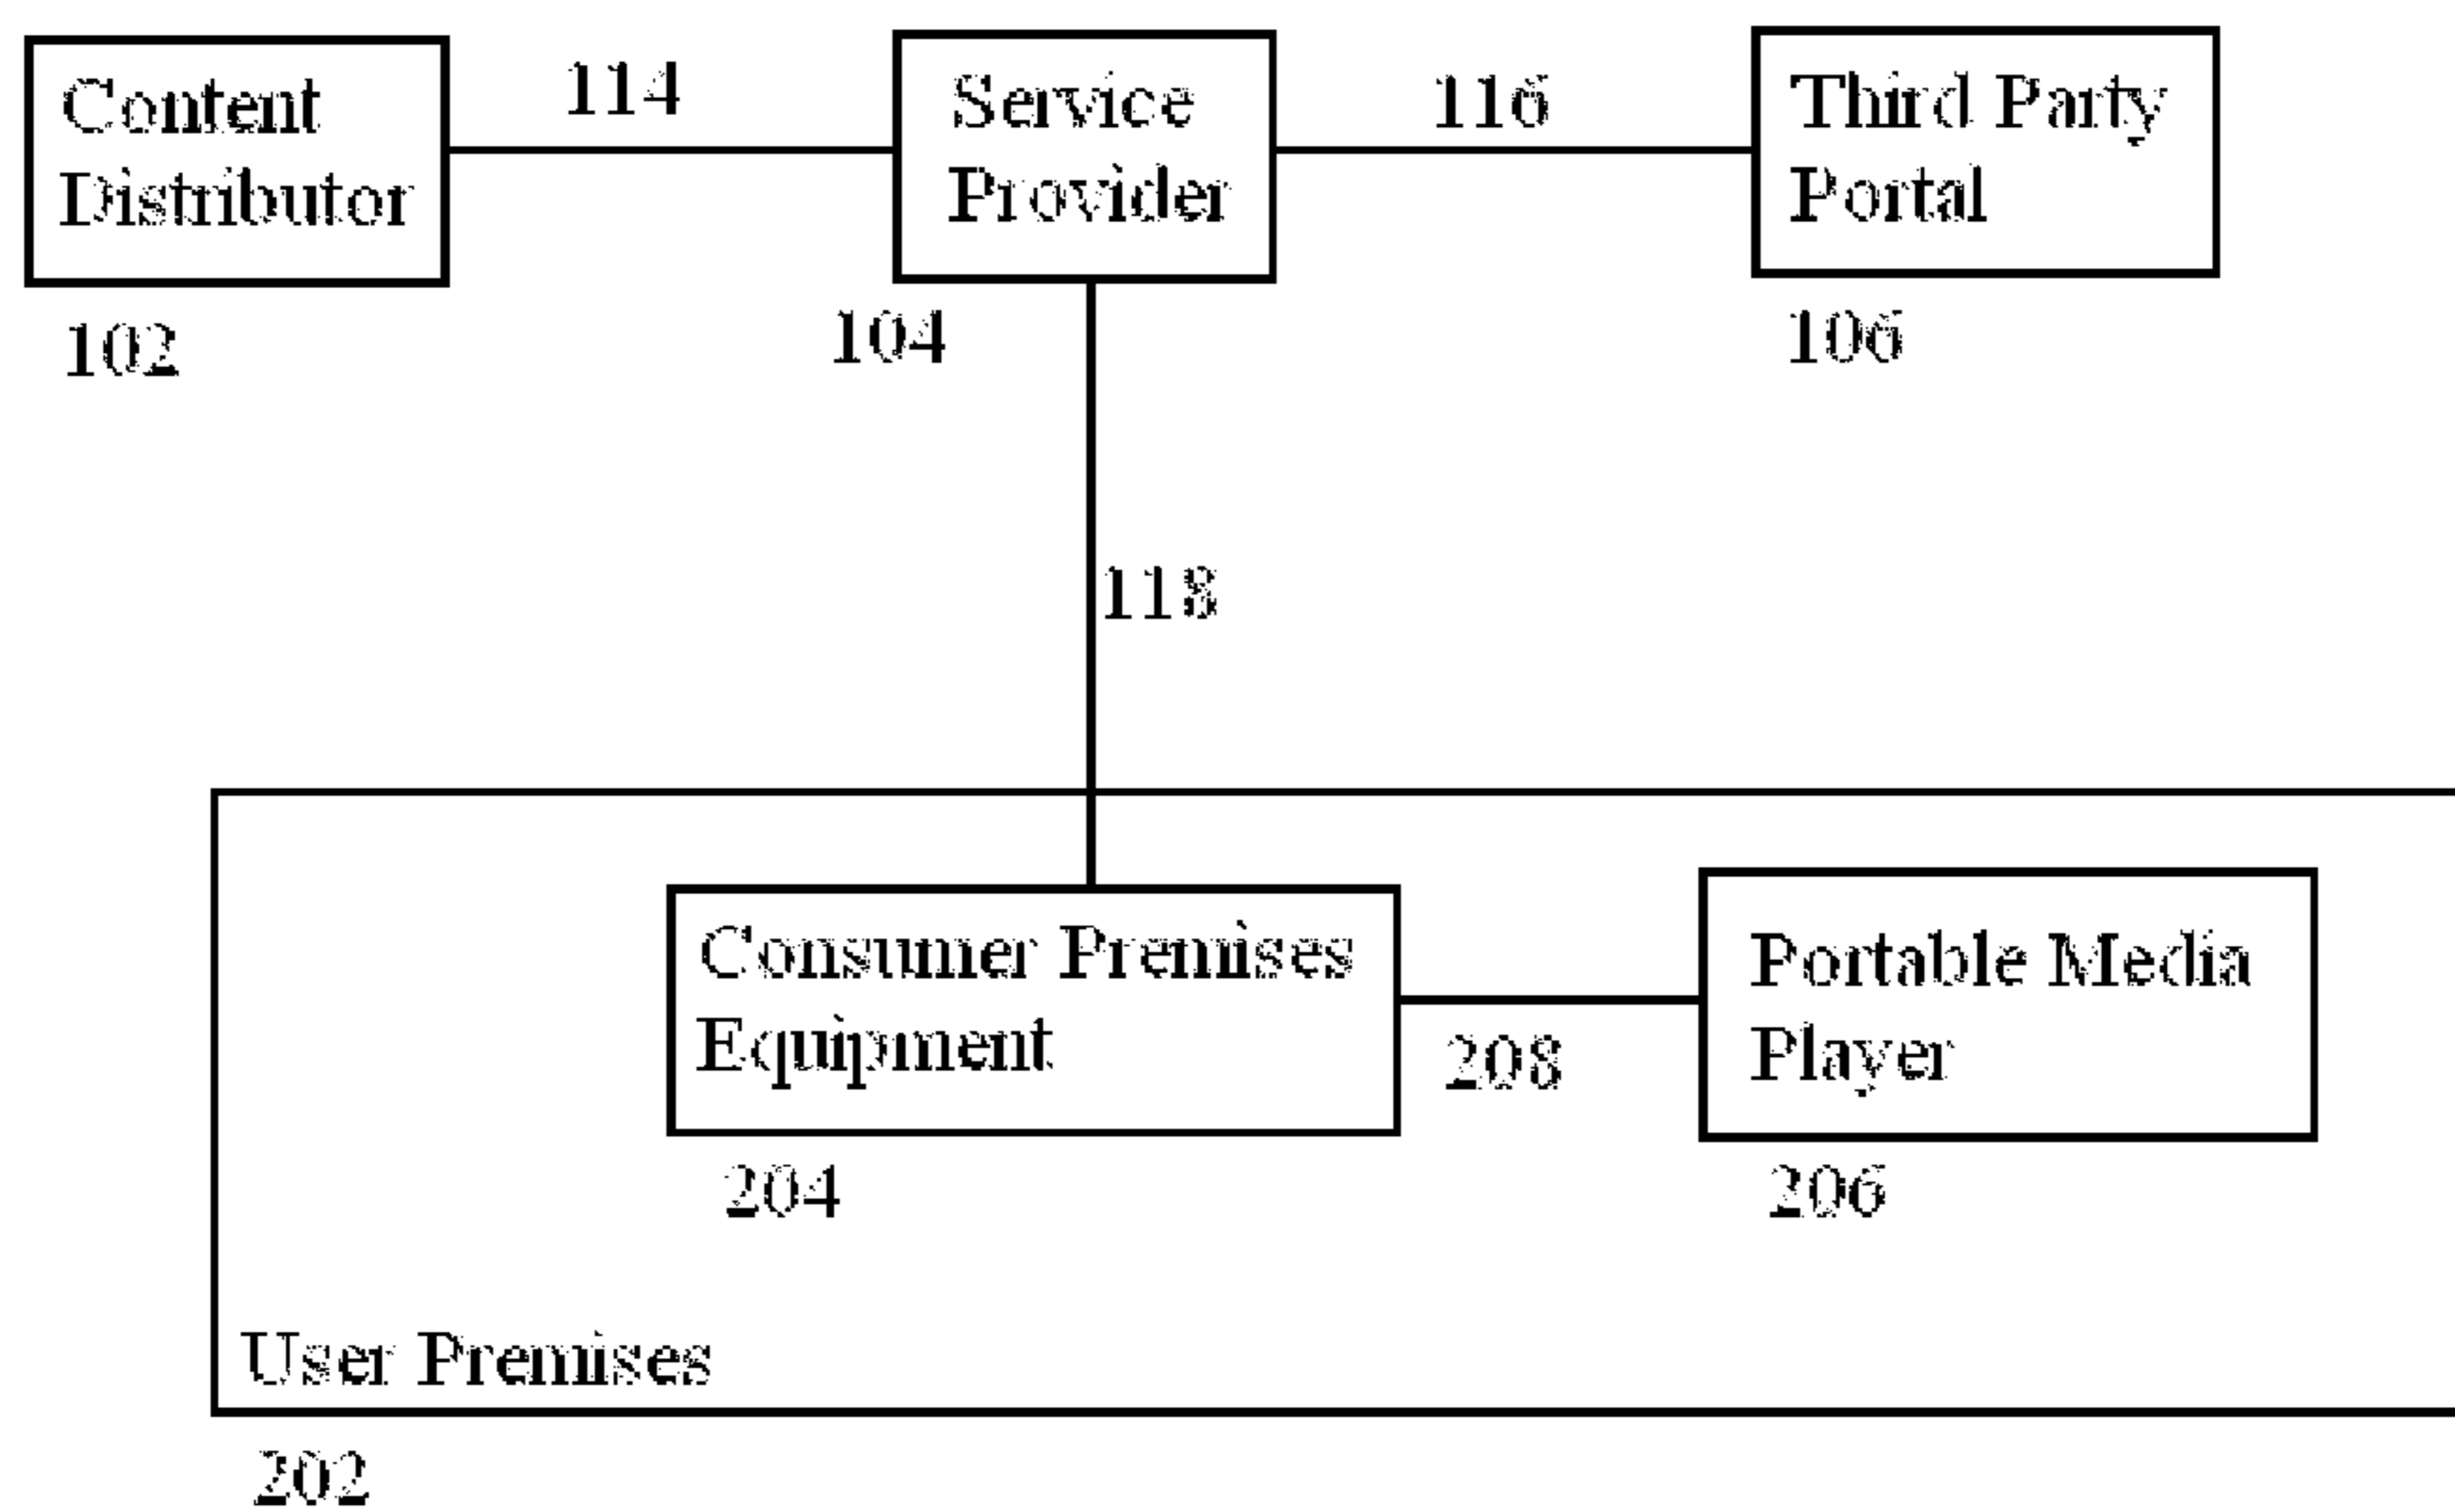 Content
Distributor
114
Service
Provider
116
Third Party
Portal
102
104
106
118
Consumer Premises
Equipment
208
Portable Media
Player
204
206
User Premises
202